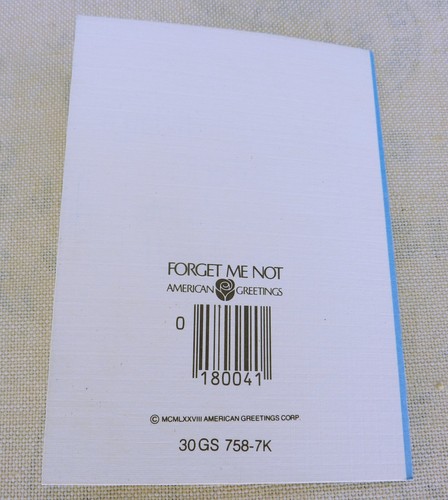 FORGET ME NOT
AMERICAN GREETINGS
0
180041
© MCMLXXVIII AMERICAN GREETINGS CORP.
30 GS 758-7K